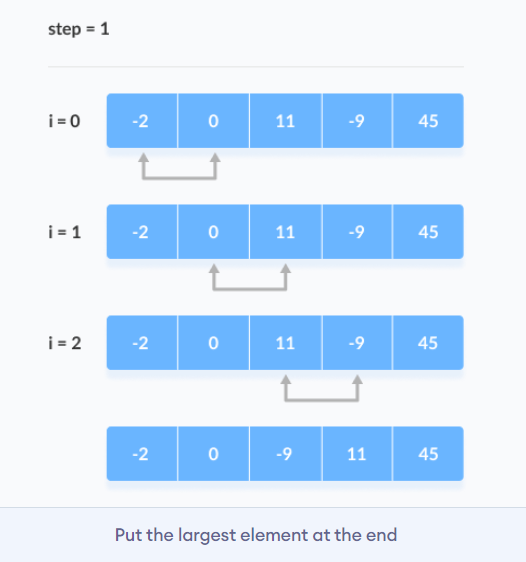 step = 1
i = 0 -2 0 11 -9 45
i = 1 -2 0 11 -9 45
i = 2 -2 0 11 -9 45
-2 0 -9 11 45
Put the largest element at the end